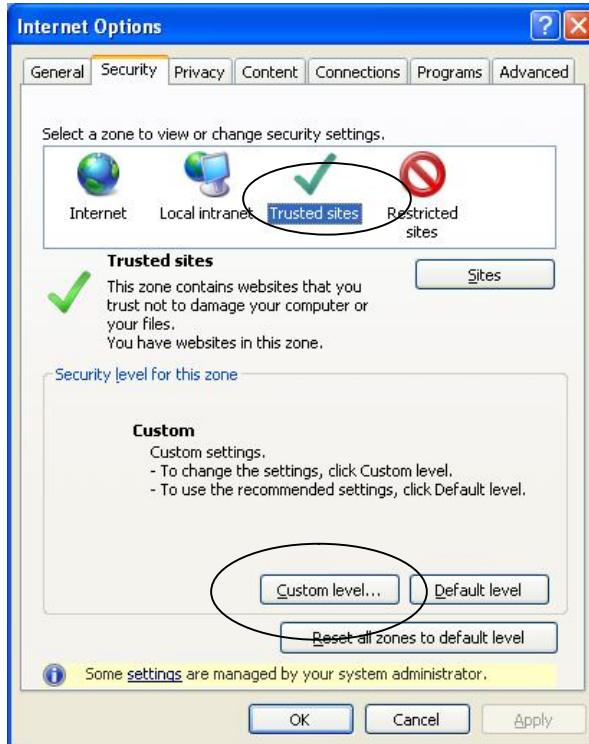 Internet Options
General Security Privacy Content Connections Programs Advanced
Select a zone to view or change security settings.
Internet Local intranet Trusted sites Restricted
sites
Trusted sites
Sites
This zone contains websites that you
trust not to damage your computer or
your files.
You have websites in this zone.
Security level for this zone
Custom
Custom settings.
- To change the settings, click Custom level.
- To use the recommended settings, click Default level.
Custom level... Default level
Reset all zones to default level
Some settings are managed by your system administrator.
OK Cancel Apply